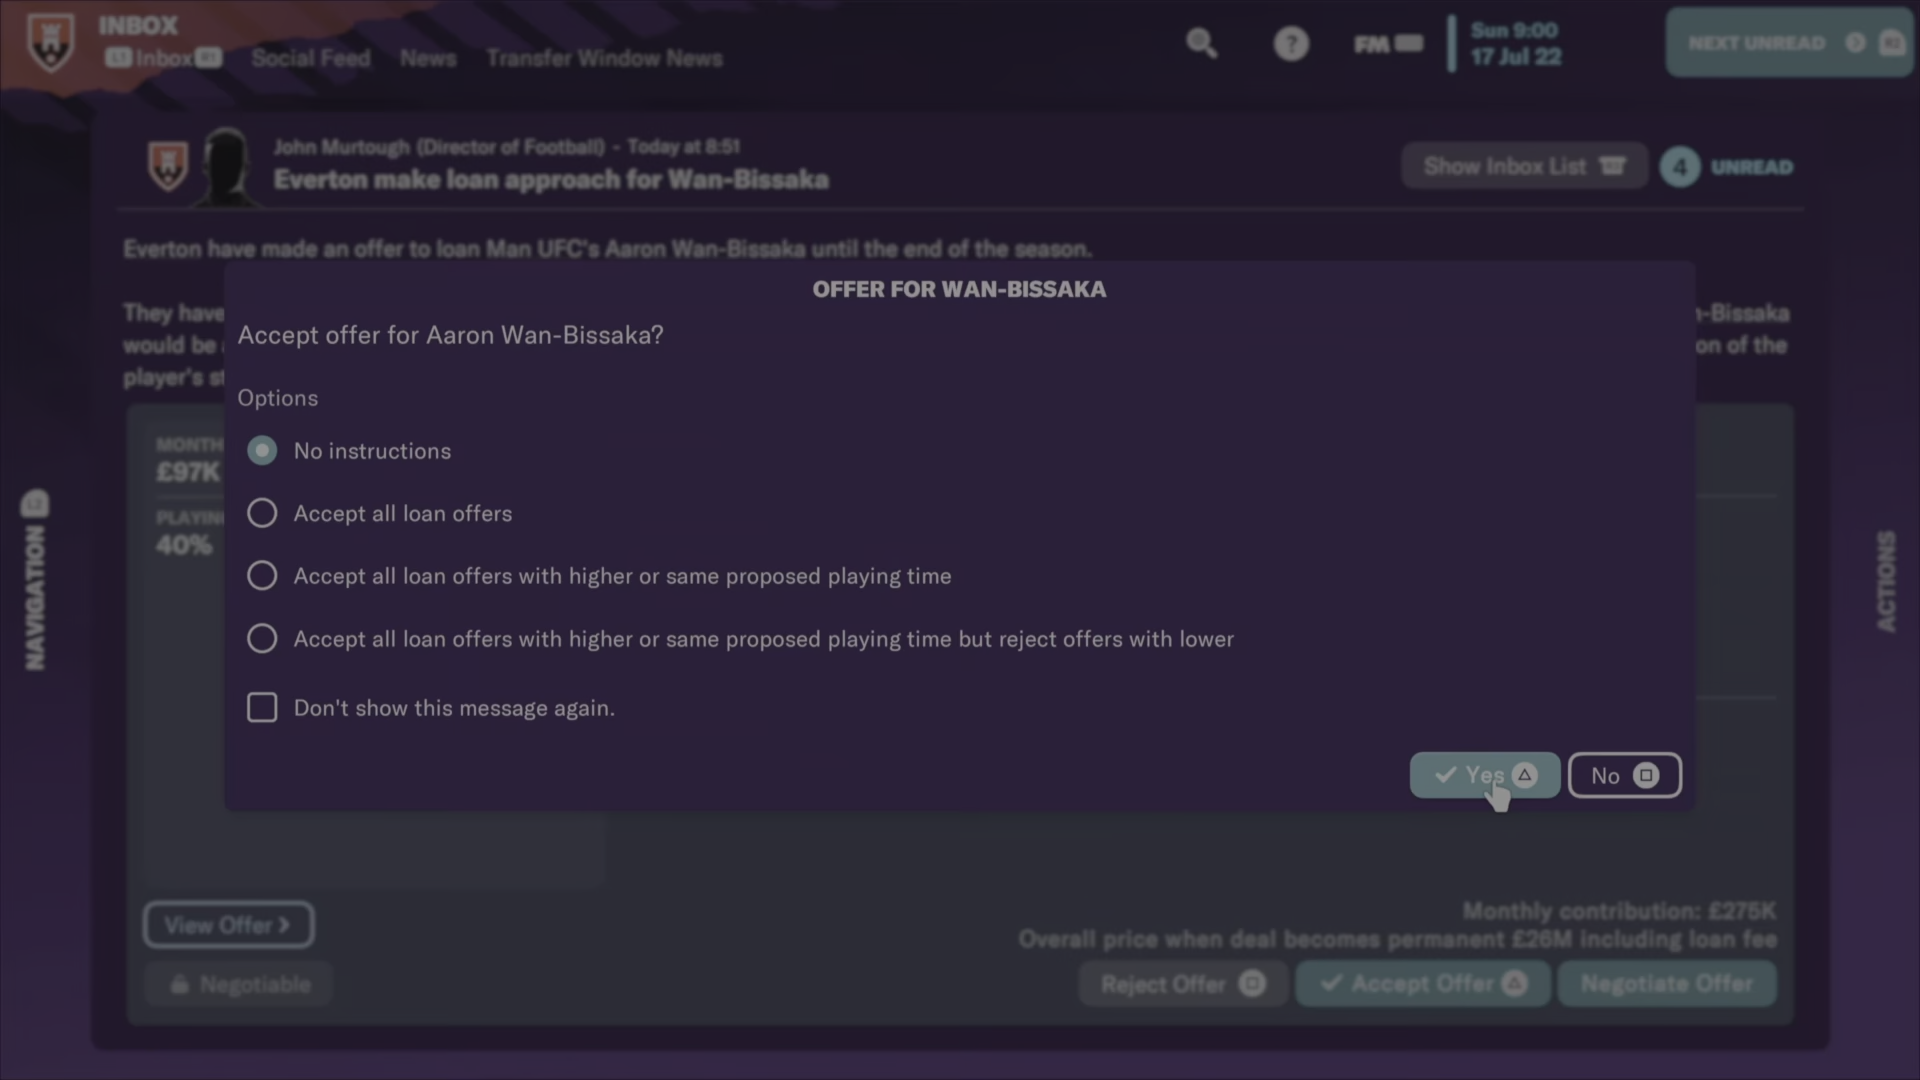 INBOX
L1 Inbox R1 Social Feed News Transfer Window News
? FM
Sun 9:00
17 Jul 22
NEXT UNREAD R2
John Murtough (Director of Football) - Today at 8:51
Everton make loan approach for Wan-Bissaka
Show Inbox List
4 UNREAD
Everton have made an offer to loan Man UFC's Aaron Wan-Bissaka until the end of the season.
They have
-Bissaka
would be
on of the
player's
OFFER FOR WAN-BISSAKA
Accept offer for Aaron Wan-Bissaka?
Options
No instructions
Accept all loan offers
Accept all loan offers with higher or same proposed playing time
Accept all loan offers with higher or same proposed playing time but reject offers with lower
Don't show this message again.
Yes
No
MONTH
£97K
PLAYIN
40%
L2
NAVIGATION
ACTIONS
View Offer >
Negotiable
Monthly contribution: £275K
Overall price when deal becomes permanent £26M including loan fee
Reject Offer
Accept Offer
Negotiate Offer